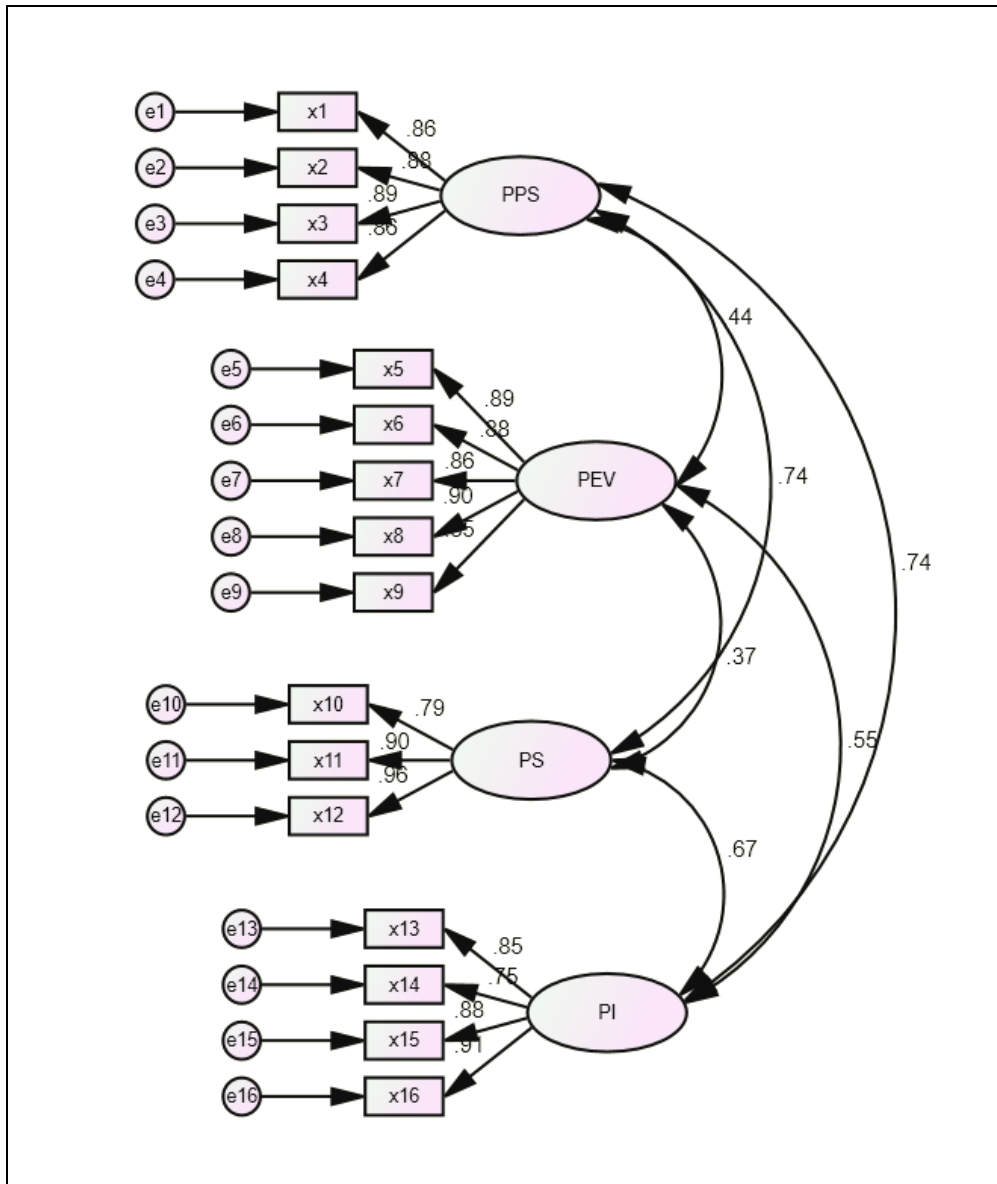 e1 x1 .86
e2 x2 .88 PPS
e3 x3 .89
e4 x4 .86
44
e5 x5 .89
e6 x6 .88
e7 x7 .86 PEV .74
e8 x8 .90
e9 x9 .85
.74
.37
e10 x10 .79
e11 x11 .90 PS .55
e12 x12 .96
.67
e13 x13 .85
e14 x14 .75
e15 x15 .88 PI
e16 x16 .91